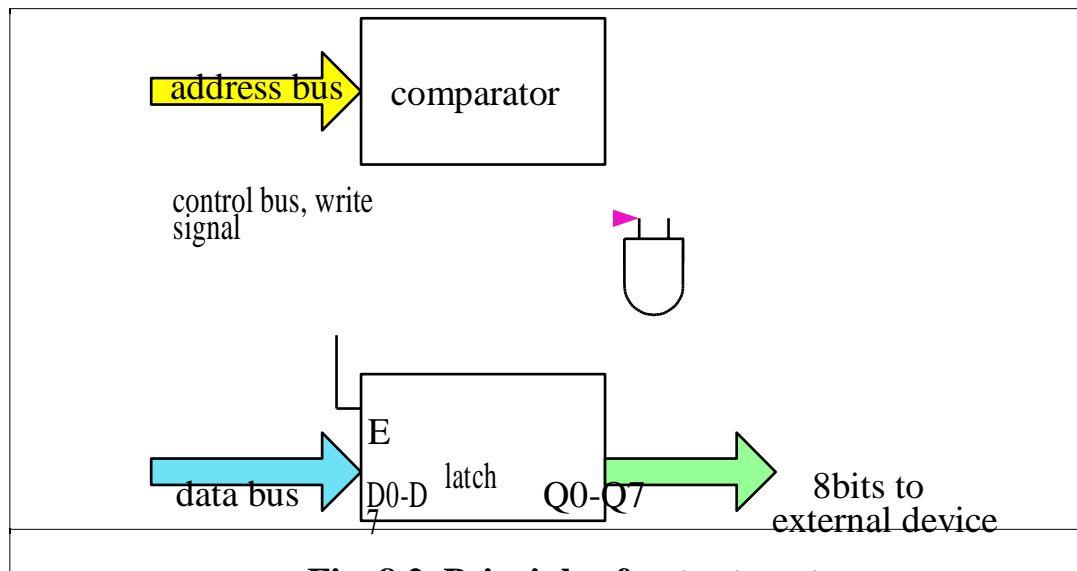 address bus
comparator
control bus, write
signal
E
latch
data bus
D0-D
7
Q0-Q7
8bits to
external device